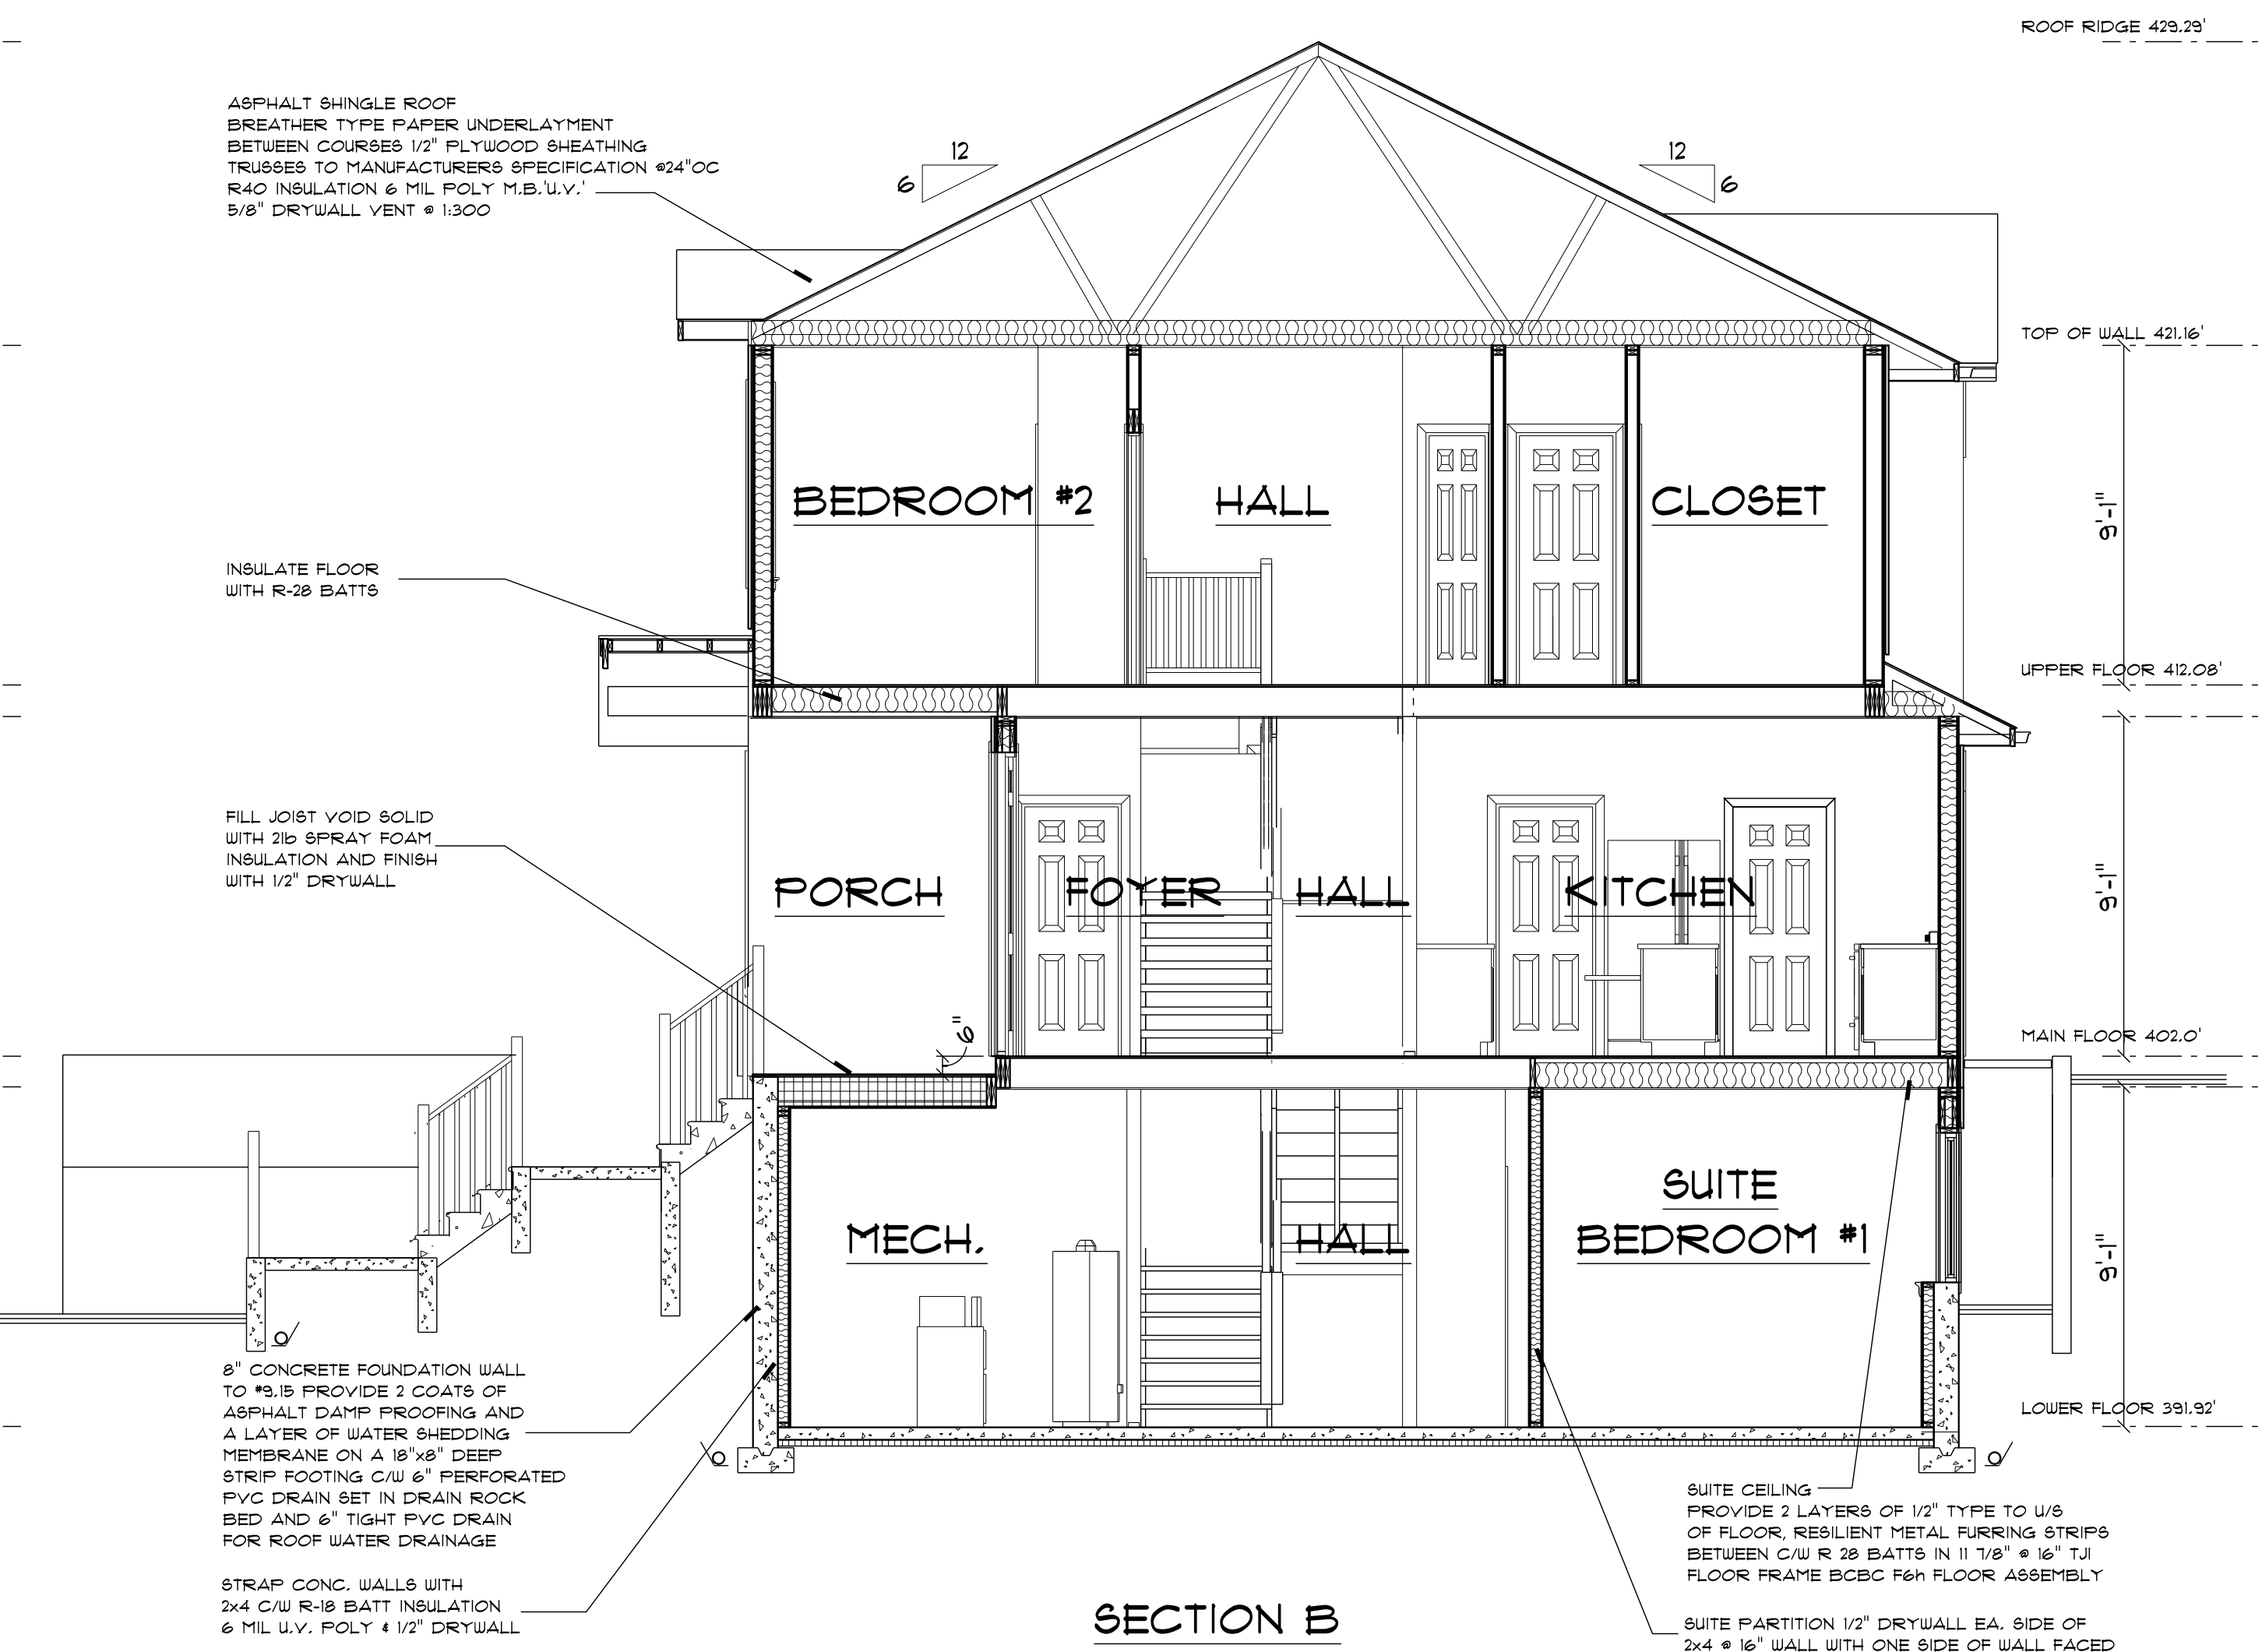 ROOF RIDGE 429.29'
ASPHALT SHINGLE ROOF
BREATHER TYPE PAPER UNDERLAYMENT
BETWEEN COURSES 1/2" PLYWOOD SHEATHING
TRUSSES TO MANUFACTURERS SPECIFICATION @24"OC
R40 INSULATION 6 MIL POLY M.B.'U.V.'
5/8" DRYWALL VENT @ 1:300
12
6
12
6
TOP OF WALL 421.16'
BEDROOM #2
HALL
CLOSET
9'-1"
INSULATE FLOOR
WITH R-28 BATTS
UPPER FLOOR 412.08'
FILL JOIST VOID SOLID
WITH 2lb SPRAY FOAM
INSULATION AND FINISH
WITH 1/2" DRYWALL
PORCH
FOYER
HALL
KITCHEN
9'-1"
6"
MAIN FLOOR 402.0'
MECH.
HALL
SUITE
BEDROOM #1
9'-1"
LOWER FLOOR 391.92'
8" CONCRETE FOUNDATION WALL
TO #9.15 PROVIDE 2 COATS OF
ASPHALT DAMP PROOFING AND
A LAYER OF WATER SHEDDING
MEMBRANE ON A 18"x8" DEEP
STRIP FOOTING C/W 6" PERFORATED
PVC DRAIN SET IN DRAIN ROCK
BED AND 6" TIGHT PVC DRAIN
FOR ROOF WATER DRAINAGE
STRAP CONC. WALLS WITH
2x4 C/W R-18 BATT INSULATION
6 MIL U.V. POLY & 1/2" DRYWALL
SUITE CEILING
PROVIDE 2 LAYERS OF 1/2" TYPE TO U/S
OF FLOOR, RESILIENT METAL FURRING STRIPS
BETWEEN C/W R 28 BATTS IN 11 7/8" @ 16" TJI
FLOOR FRAME BCBC F6h FLOOR ASSEMBLY
SUITE PARTITION 1/2" DRYWALL EA. SIDE OF
2x4 @ 16" WALL WITH ONE SIDE OF WALL FACED
SECTION B